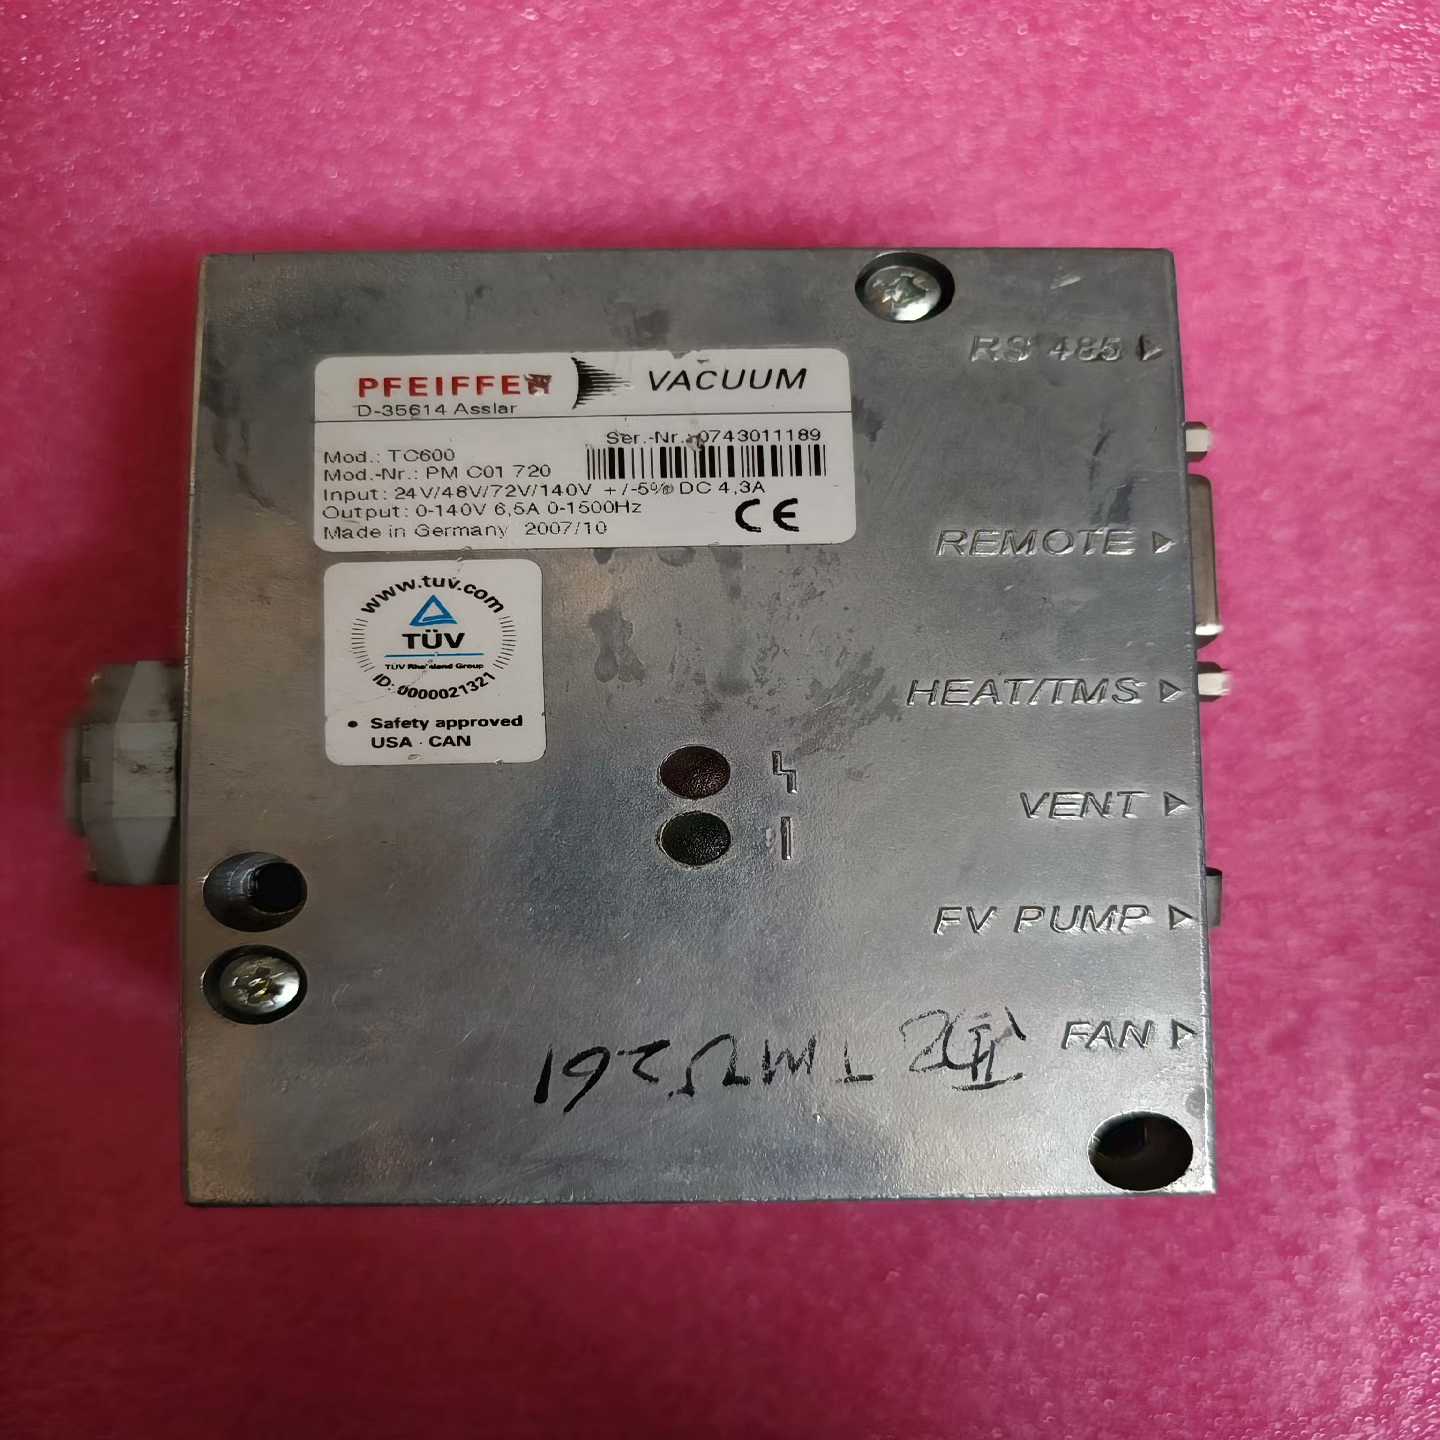 PFEIFFER VACUUM
D-35614 Asslar
Ser.-Nr.: 0743011189
Mod.: TC600
Mod.-Nr.: PM C01 720
Input: 24V/48V/72V/140V +/-5% DC 4,3A
Output: 0-140V 6,5A 0-1500Hz
Made in Germany 2007/10
CE
www.tuv.com
TÜV
TÜV Rheinland Group
ID: 0000021321
• Safety approved
USA · CAN
RS 485
REMOTE
HEAT/TMS
VENT
FV PUMP
FAN